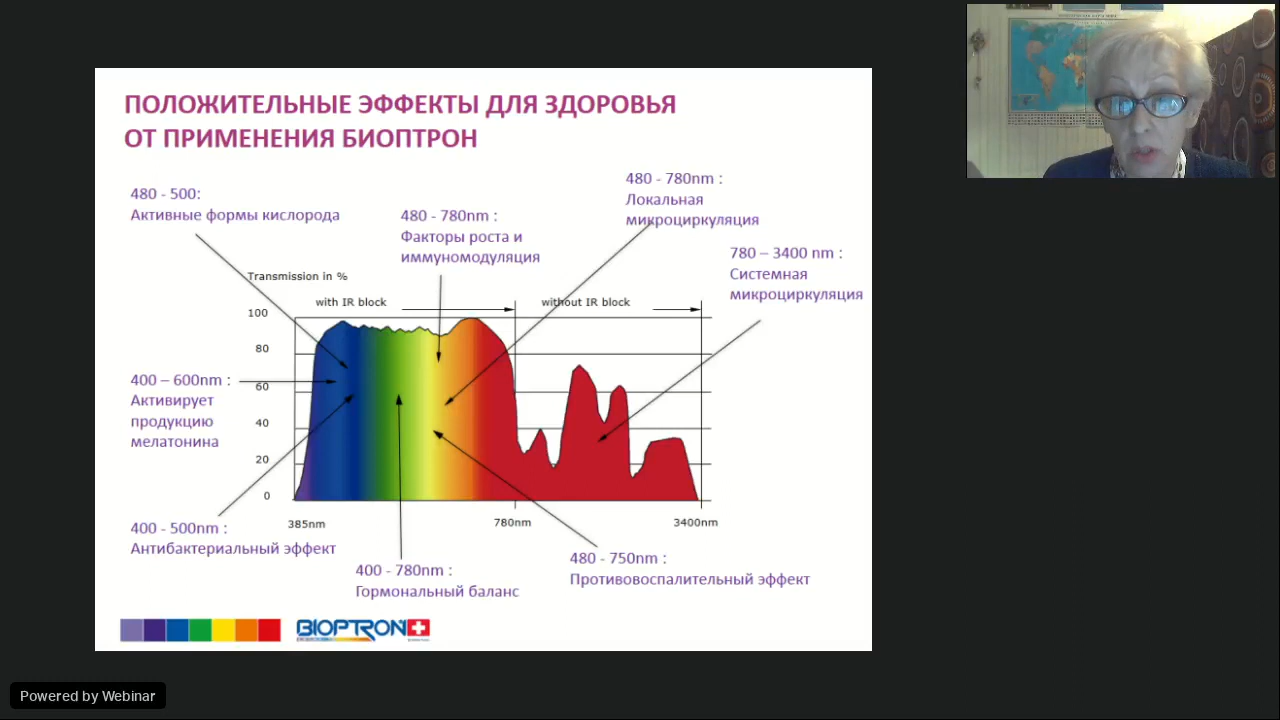 ПОЛОЖИТЕЛЬНЫЕ ЭФФЕКТЫ ДЛЯ ЗДОРОВЬЯ
ОТ ПРИМЕНЕНИЯ БИОПТРОН
480 - 500:
Активные формы кислорода
480 - 780nm :
Факторы роста и
иммуномодуляция
480 - 780nm :
Локальная
микроциркуляция
780 – 3400 nm :
Системная
микроциркуляция
Transmission in %
with IR block
without IR block
100
80
60
40
20
0
385nm
780nm
3400nm
400 – 600nm :
Активирует
продукцию
мелатонина
400 - 500nm :
Антибактериальный эффект
400 - 780nm :
Гормональный баланс
480 - 750nm :
Противовоспалительный эффект
BIOPTRON
Powered by Webinar